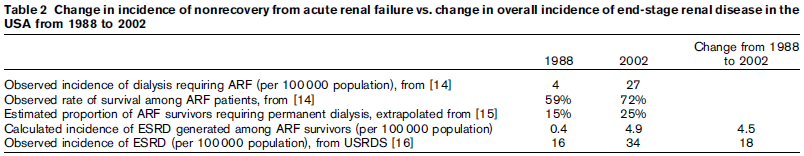 Table 2 Change in incidence of nonrecovery from acute renal failure vs. change in overall incidence of end-stage renal disease in the
USA from 1988 to 2002
1988 2002 Change from 1988
to 2002
Observed incidence of dialysis requiring ARF (per 100 000 population), from [14] 4 27
Observed rate of survival among ARF patients, from [14] 59% 72%
Estimated proportion of ARF survivors requiring permanent dialysis, extrapolated from [15] 15% 25%
Calculated incidence of ESRD generated among ARF survivors (per 100 000 population) 0.4 4.9 4.5
Observed incidence of ESRD (per 100 000 population), from USRDS [16] 16 34 18